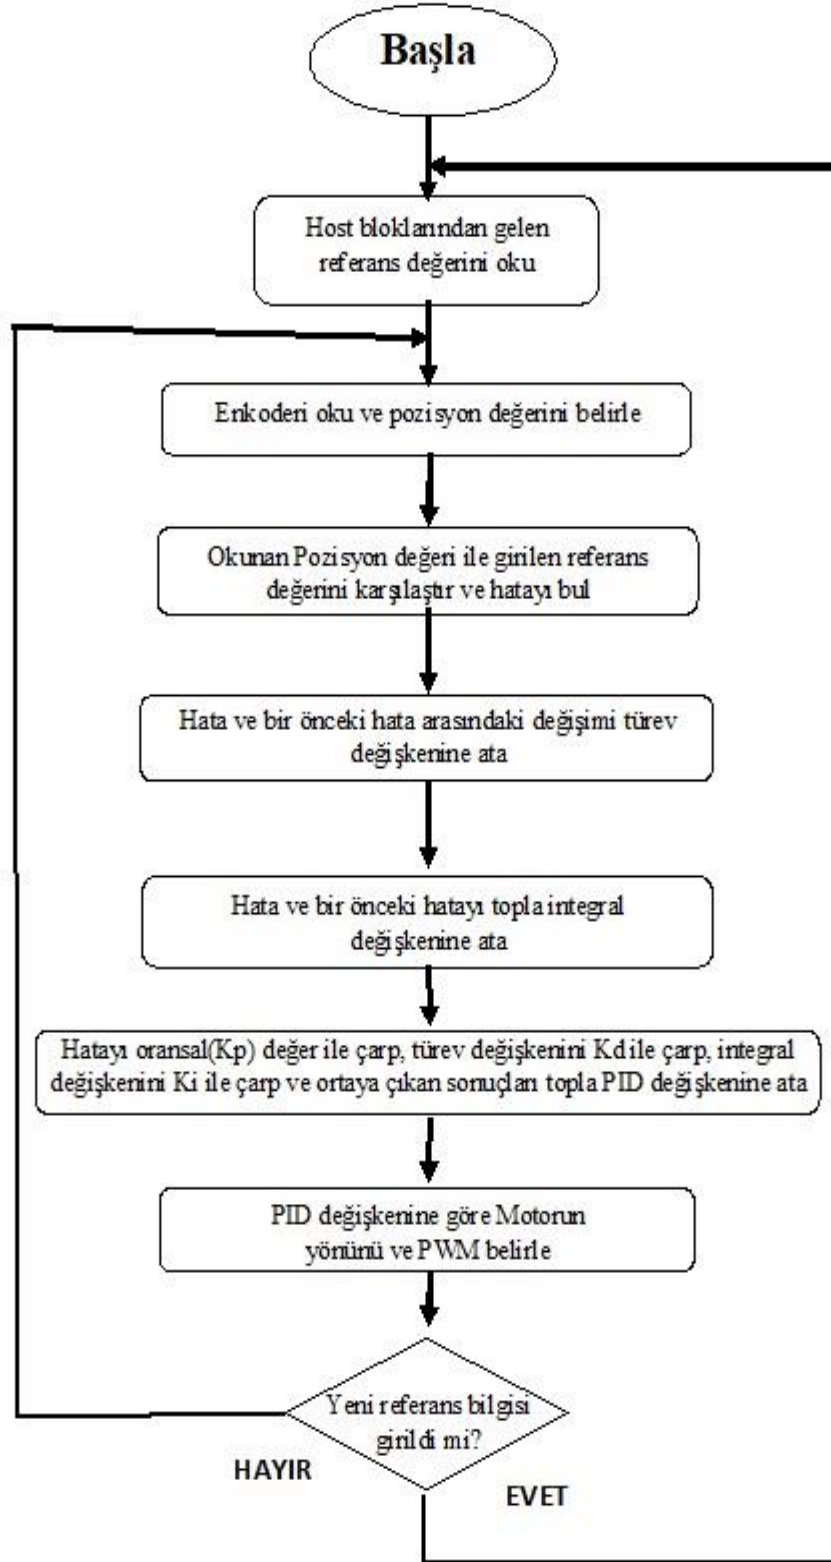 Başla
Host bloklarından gelen
referans değerini oku
Enkoderi oku ve pozisyon değerini belirle
Okunan Pozisyon değeri ile girilen referans
değerini karşılaştır ve hatayı bul
Hata ve bir önceki hata arasındaki değişimi türev
değişkenine ata
Hata ve bir önceki hatayı topla integral
değişkenine ata
Hatayı oransal(Kp) değer ile çarp, türev değişkenini Kd ile çarp, integral
değişkenini Ki ile çarp ve ortaya çıkan sonuçları topla PID değişkenine ata
PID değişkenine göre Motorun
yönünü ve PWM belirle
Yeni referans bilgisi
girildi mi?
HAYIR
EVET